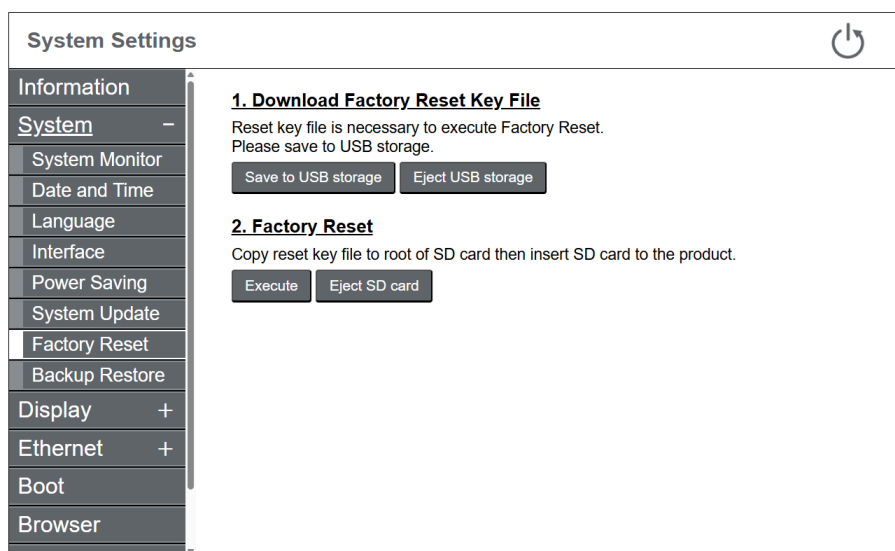 System Settings
Information
System −
System Monitor
Date and Time
Language
Interface
Power Saving
System Update
Factory Reset
Backup Restore
Display +
Ethernet +
Boot
Browser
1. Download Factory Reset Key File
Reset key file is necessary to execute Factory Reset.
Please save to USB storage.
Save to USB storage Eject USB storage
2. Factory Reset
Copy reset key file to root of SD card then insert SD card to the product.
Execute Eject SD card